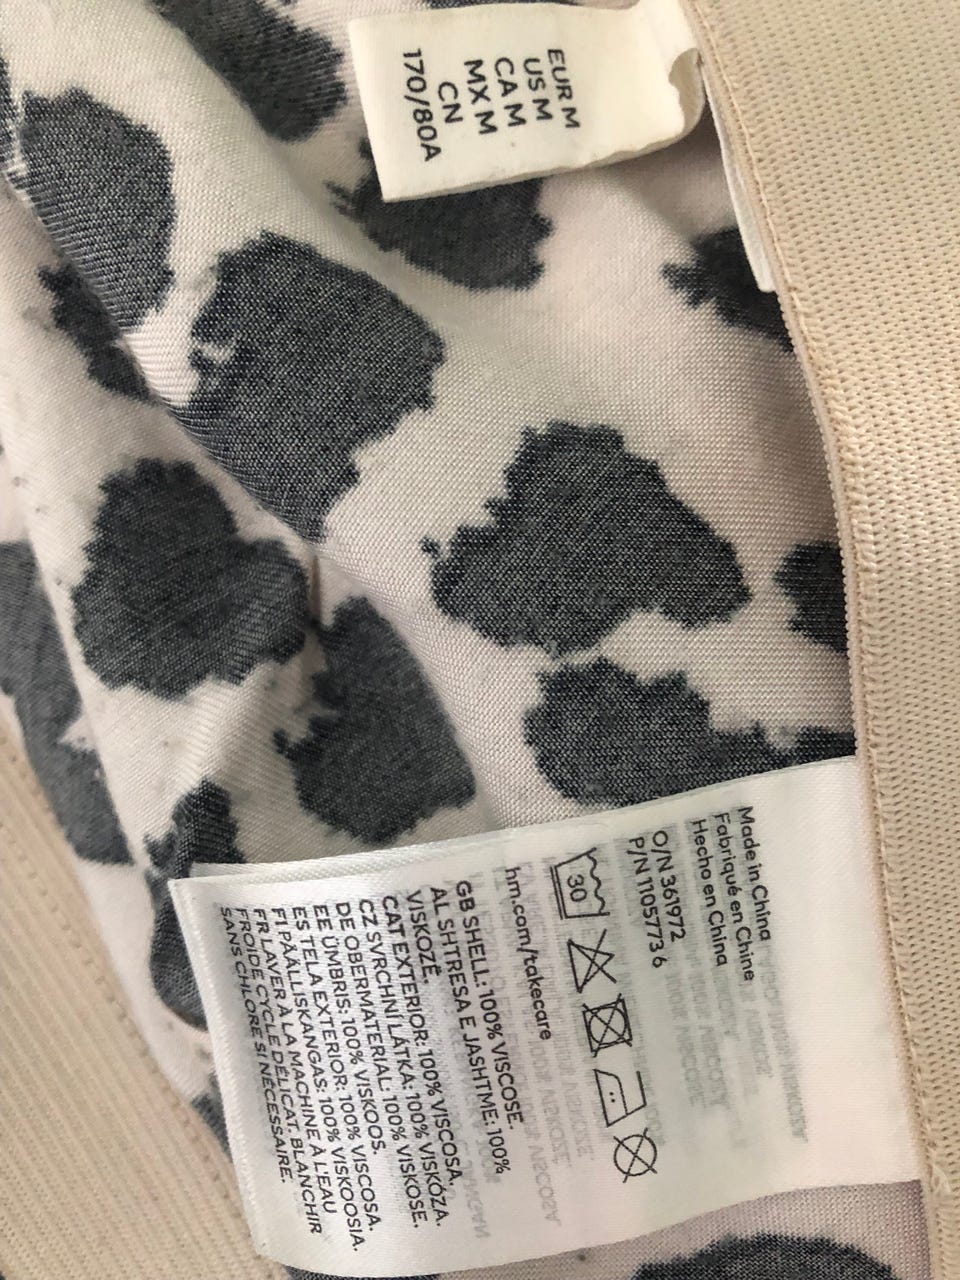 EUR M
US M
CA M
MX M
CN
170/80A
Made in China
Fabriqué en Chine
Hecho en China
O/N 361972
P/N 1105773 6
30
hm.com/takecare
GB SHELL: 100% VISCOSE.
AL SHTRESA E JASHTME: 100%
VISKOZË.
CAT EXTERIOR: 100% VISCOSA.
CZ SVRCHNÍ LÁTKA: 100% VISKÓZA.
DE OBERMATERIAL: 100% VISKOSE.
EE ÜMBRIS: 100% VISKOOS.
ES TELA EXTERIOR: 100% VISCOSA.
FI PÄÄLLISKANGAS: 100% VISKOOSIA.
FR LAVER À LA MACHINE À L'EAU
FROIDE, CYCLE DÉLICAT. BLANCHIR
SANS CHLORE SI NÉCESSAIRE.